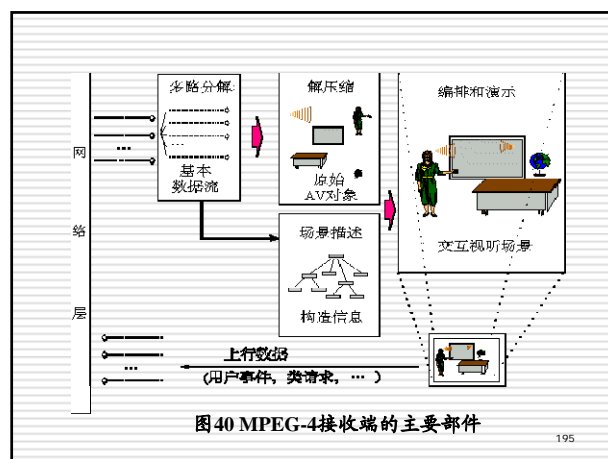 网
络
层
多路分解
…
…
基本
数据流
解压缩
原始
AV对象
场景描述
构造信息
编排和演示
交互视听场景
…
上行数据
(用户事件，类请求，…)
图40 MPEG-4接收端的主要部件
195